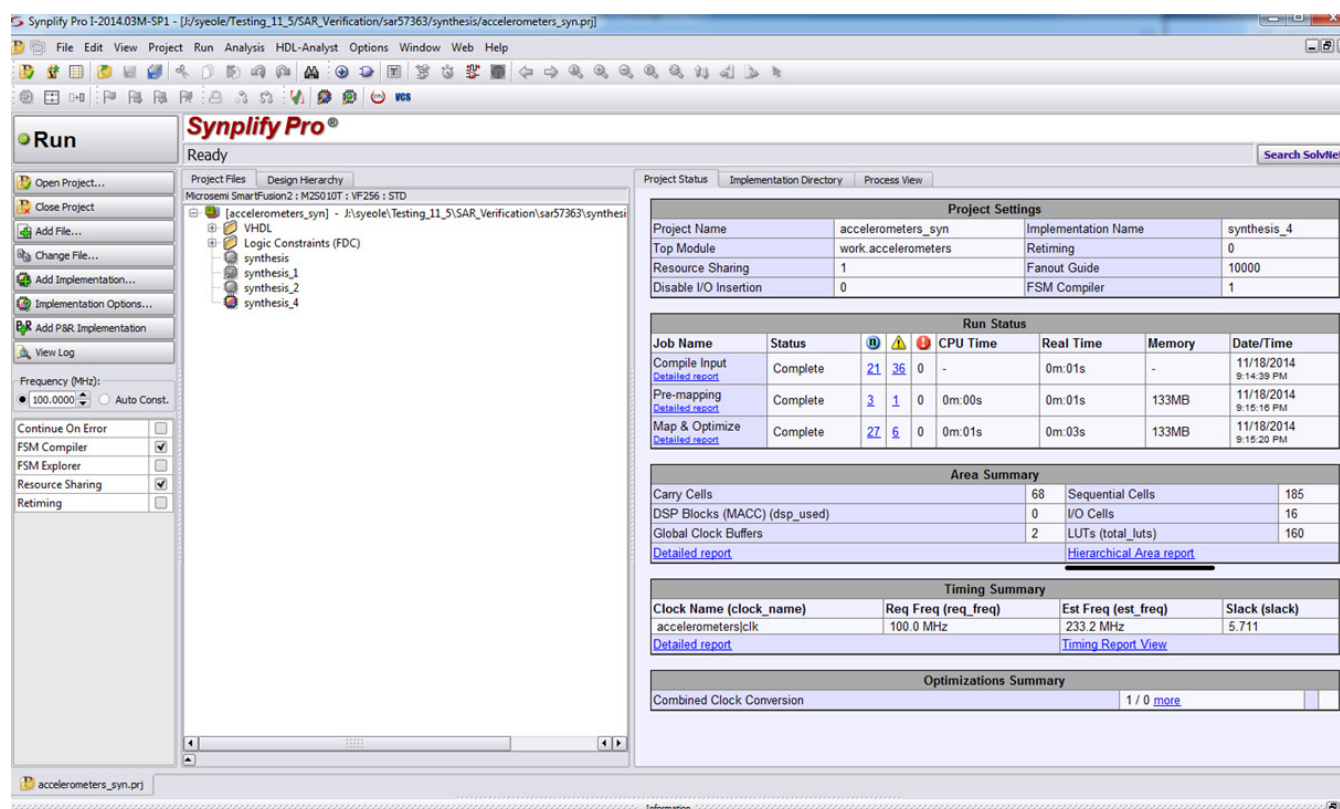 Synplify Pro I-2014.03M-SP1 - [J:/syeole/Testing_11_5/SAR_Verification/sar57363/synthesis/accelerometers_syn.prj]
File Edit View Project Run Analysis HDL-Analyst Options Window Web Help
VCS
Run
Synplify Pro®
Ready
Search SolvNet
Open Project...
Close Project
Add File...
Change File...
Add Implementation...
Implementation Options...
Add P&R Implementation
View Log
Frequency (MHz):
100.0000 Auto Const.
Continue On Error
FSM Compiler
FSM Explorer
Resource Sharing
Retiming
Project Files Design Hierarchy
Microsemi SmartFusion2 : M2S010T : VF256 : STD
[accelerometers_syn] - J:\syeole\Testing_11_5\SAR_Verification\sar57363\synthesi
VHDL
Logic Constraints (FDC)
synthesis
synthesis_1
synthesis_2
synthesis_4
Project Status Implementation Directory Process View
Project Settings
Project Name accelerometers_syn Implementation Name synthesis_4
Top Module work.accelerometers Retiming 0
Resource Sharing 1 Fanout Guide 10000
Disable I/O Insertion 0 FSM Compiler 1
Run Status
Job Name Status CPU Time Real Time Memory Date/Time
Compile Input Complete 21 36 0 - 0m:01s - 11/18/2014
Detailed report 9:14:39 PM
Pre-mapping Complete 3 1 0 0m:00s 0m:01s 133MB 11/18/2014
Detailed report 9:15:16 PM
Map & Optimize Complete 27 6 0 0m:01s 0m:03s 133MB 11/18/2014
Detailed report 9:15:20 PM
Area Summary
Carry Cells 68 Sequential Cells 185
DSP Blocks (MACC) (dsp_used) 0 I/O Cells 16
Global Clock Buffers 2 LUTs (total_luts) 160
Detailed report Hierarchical Area report
Timing Summary
Clock Name (clock_name) Req Freq (req_freq) Est Freq (est_freq) Slack (slack)
accelerometers|clk 100.0 MHz 233.2 MHz 5.711
Detailed report Timing Report View
Optimizations Summary
Combined Clock Conversion 1 / 0 more
accelerometers_syn.prj
Information